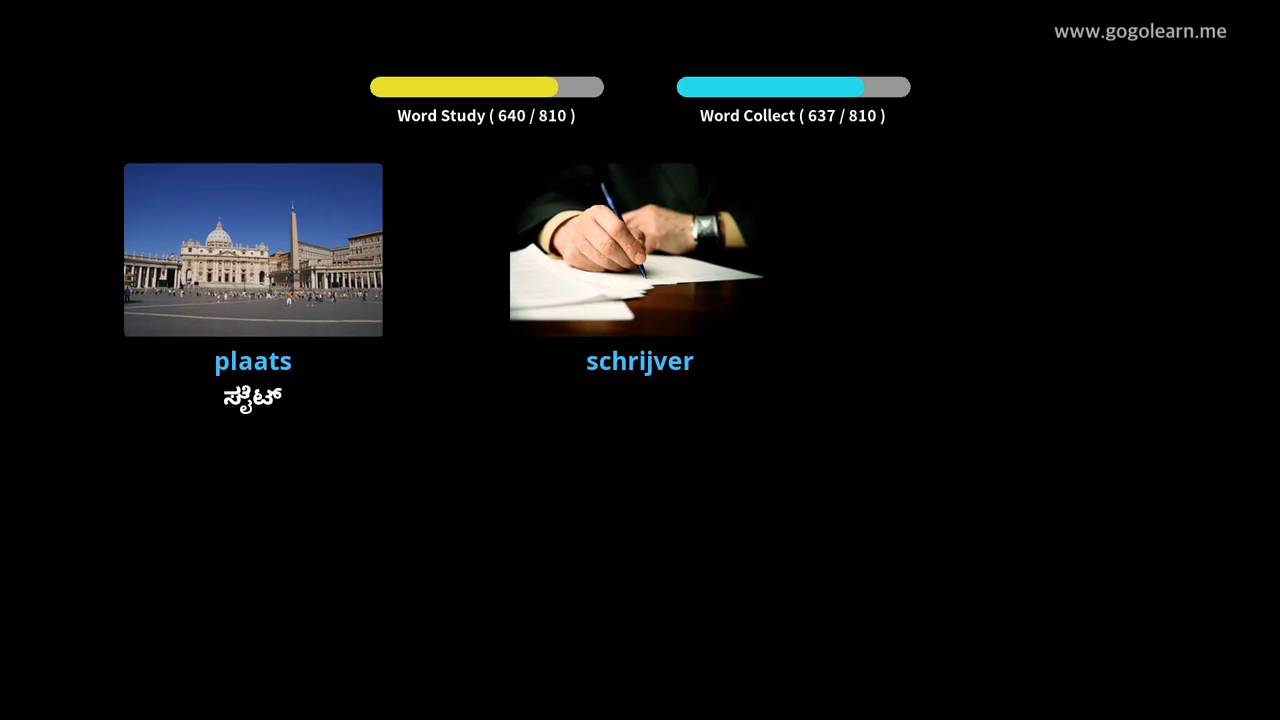 www.gogolearn.me
Word Study ( 640 / 810 )
Word Collect ( 637 / 810 )
plaats
schrijver
ಸೈಟ್